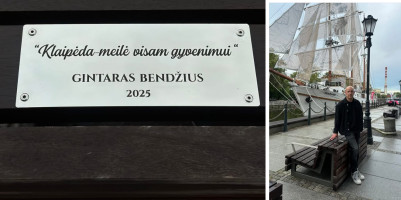 “Klaipėda-meilė visam gyvenimui“
GINTARAS BENDŽIUS
2025